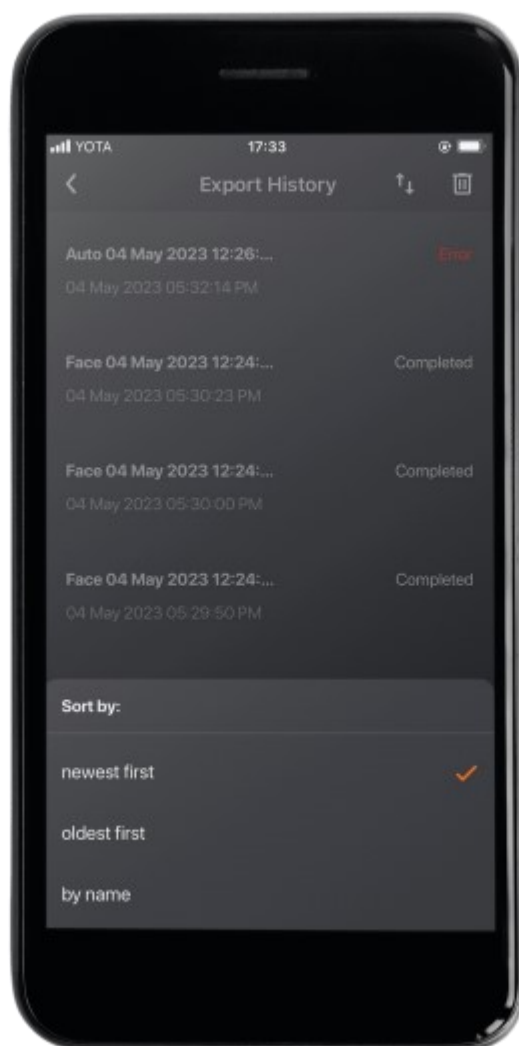 YOTA 17:33
Export History
Auto 04 May 2023 12:26:... Error
04 May 2023 05:32:14 PM
Face 04 May 2023 12:24:... Completed
04 May 2023 05:30:23 PM
Face 04 May 2023 12:24:... Completed
04 May 2023 05:30:00 PM
Face 04 May 2023 12:24:... Completed
04 May 2023 05:29:50 PM
Sort by:
newest first
oldest first
by name